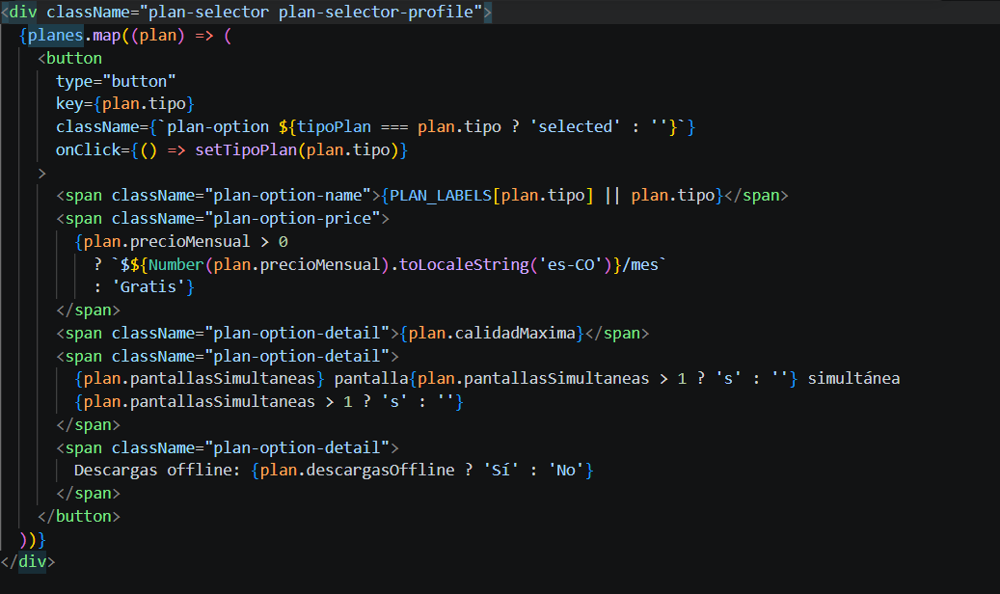 <div className="plan-selector plan-selector-profile">
  {planes.map((plan) => (
    <button
      type="button"
      key={plan.tipo}
      className={`plan-option ${tipoPlan === plan.tipo ? 'selected' : ''}`}
      onClick={() => setTipoPlan(plan.tipo)}
    >
      <span className="plan-option-name">{PLAN_LABELS[plan.tipo] || plan.tipo}</span>
      <span className="plan-option-price">
        {plan.precioMensual > 0
          ? `$${Number(plan.precioMensual).toLocaleString('es-CO')}/mes`
          : 'Gratis'}
      </span>
      <span className="plan-option-detail">{plan.calidadMaxima}</span>
      <span className="plan-option-detail">
        {plan.pantallasSimultaneas} pantalla{plan.pantallasSimultaneas > 1 ? 's' : ''} simultánea
        {plan.pantallasSimultaneas > 1 ? 's' : ''}
      </span>
      <span className="plan-option-detail">
        Descargas offline: {plan.descargasOffline ? 'Sí' : 'No'}
      </span>
    </button>
  ))}
</div>